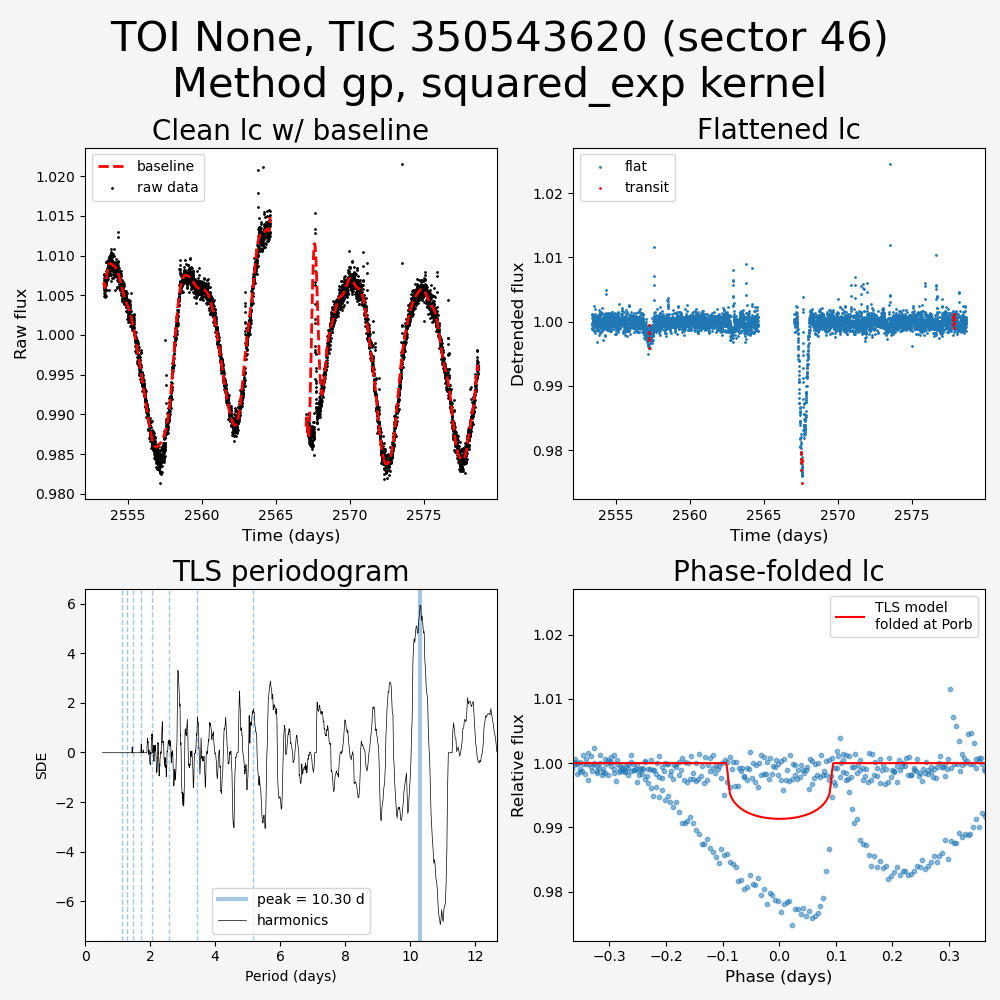 TOI None, TIC 350543620 (sector 46)
Method gp, squared_exp kernel
Clean lc w/ baseline
baseline
raw data
Raw flux
1.020
1.015
1.010
1.005
1.000
0.995
0.990
0.985
0.980
2555
2560
2565
2570
2575
Time (days)
Flattened lc
flat
transit
Detrended flux
1.02
1.01
1.00
0.99
0.98
2555
2560
2565
2570
2575
Time (days)
TLS periodogram
SDE
6
4
2
0
−2
−4
−6
peak = 10.30 d
harmonics
0
2
4
6
8
10
12
Period (days)
Phase-folded lc
TLS model
folded at Porb
Relative flux
1.02
1.01
1.00
0.99
0.98
−0.3
−0.2
−0.1
0.0
0.1
0.2
0.3
Phase (days)